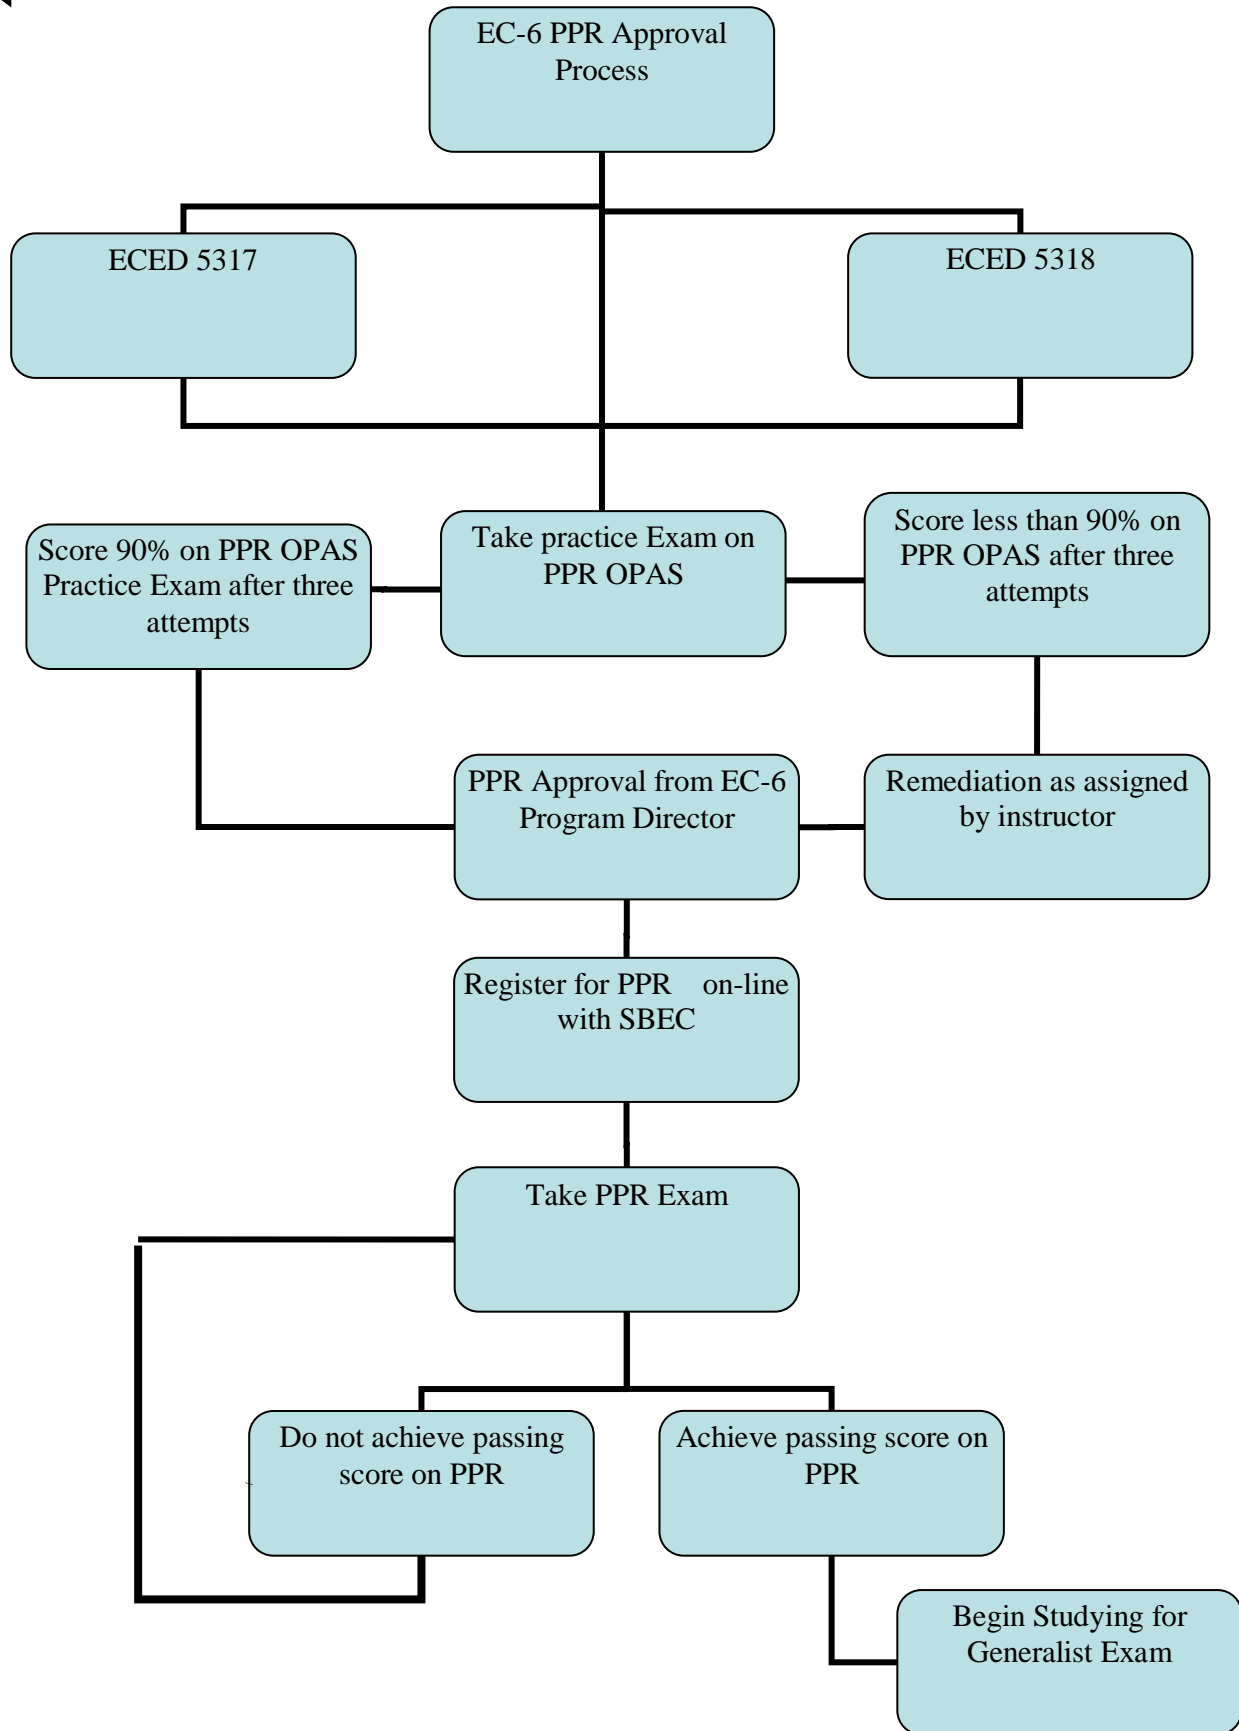 EC-6 PPR Approval
Process
ECED 5317
ECED 5318
Score 90% on PPR OPAS
Practice Exam after three
attempts
Take practice Exam on
PPR OPAS
Score less than 90% on
PPR OPAS after three
attempts
PPR Approval from EC-6
Program Director
Remediation as assigned
by instructor
Register for PPR on-line
with SBEC
Take PPR Exam
Do not achieve passing
score on PPR
Achieve passing score on
PPR
Begin Studying for
Generalist Exam